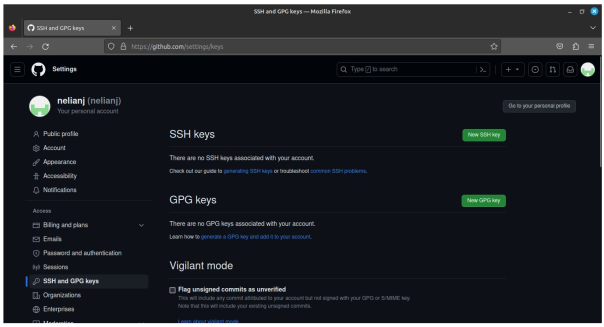 SSH and GPG keys — Mozilla Firefox
SSH and GPG keys
https://github.com/settings/keys
Settings
Type / to search
nelianj (nelianj)
Your personal account
Go to your personal profile
Public profile
Account
Appearance
Accessibility
Notifications
Access
Billing and plans
Emails
Password and authentication
Sessions
SSH and GPG keys
Organizations
Enterprises
Moderation
SSH keys
New SSH key
There are no SSH keys associated with your account.
Check out our guide to generating SSH keys or troubleshoot common SSH problems.
GPG keys
New GPG key
There are no GPG keys associated with your account.
Learn how to generate a GPG key and add it to your account.
Vigilant mode
Flag unsigned commits as unverified
This will include any commit attributed to your account but not signed with your GPG or S/MIME key.
Note that this will include your existing unsigned commits.
Learn about vigilant mode.